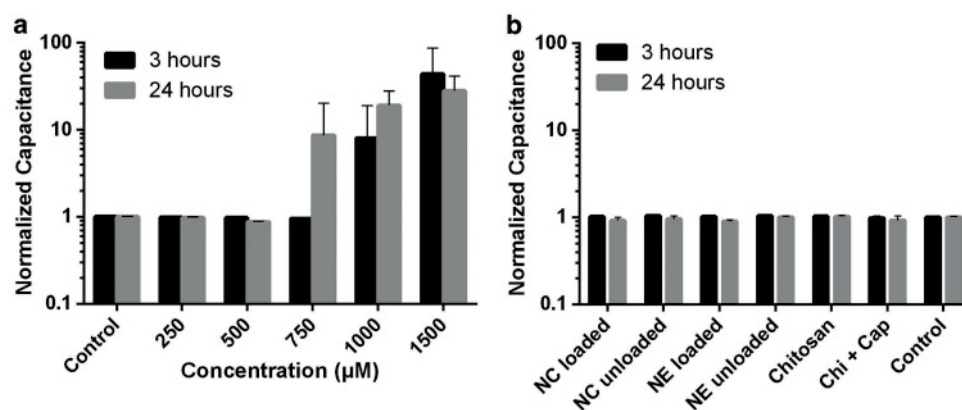 a
100
10
1
0.1
Normalized Capacitance
3 hours
24 hours
Control
250
500
750
1000
1500
Concentration (µM)
b
100
10
1
0.1
Normalized Capacitance
3 hours
24 hours
NC loaded
NC unloaded
NE loaded
NE unloaded
Chitosan
Chi + Cap
Control